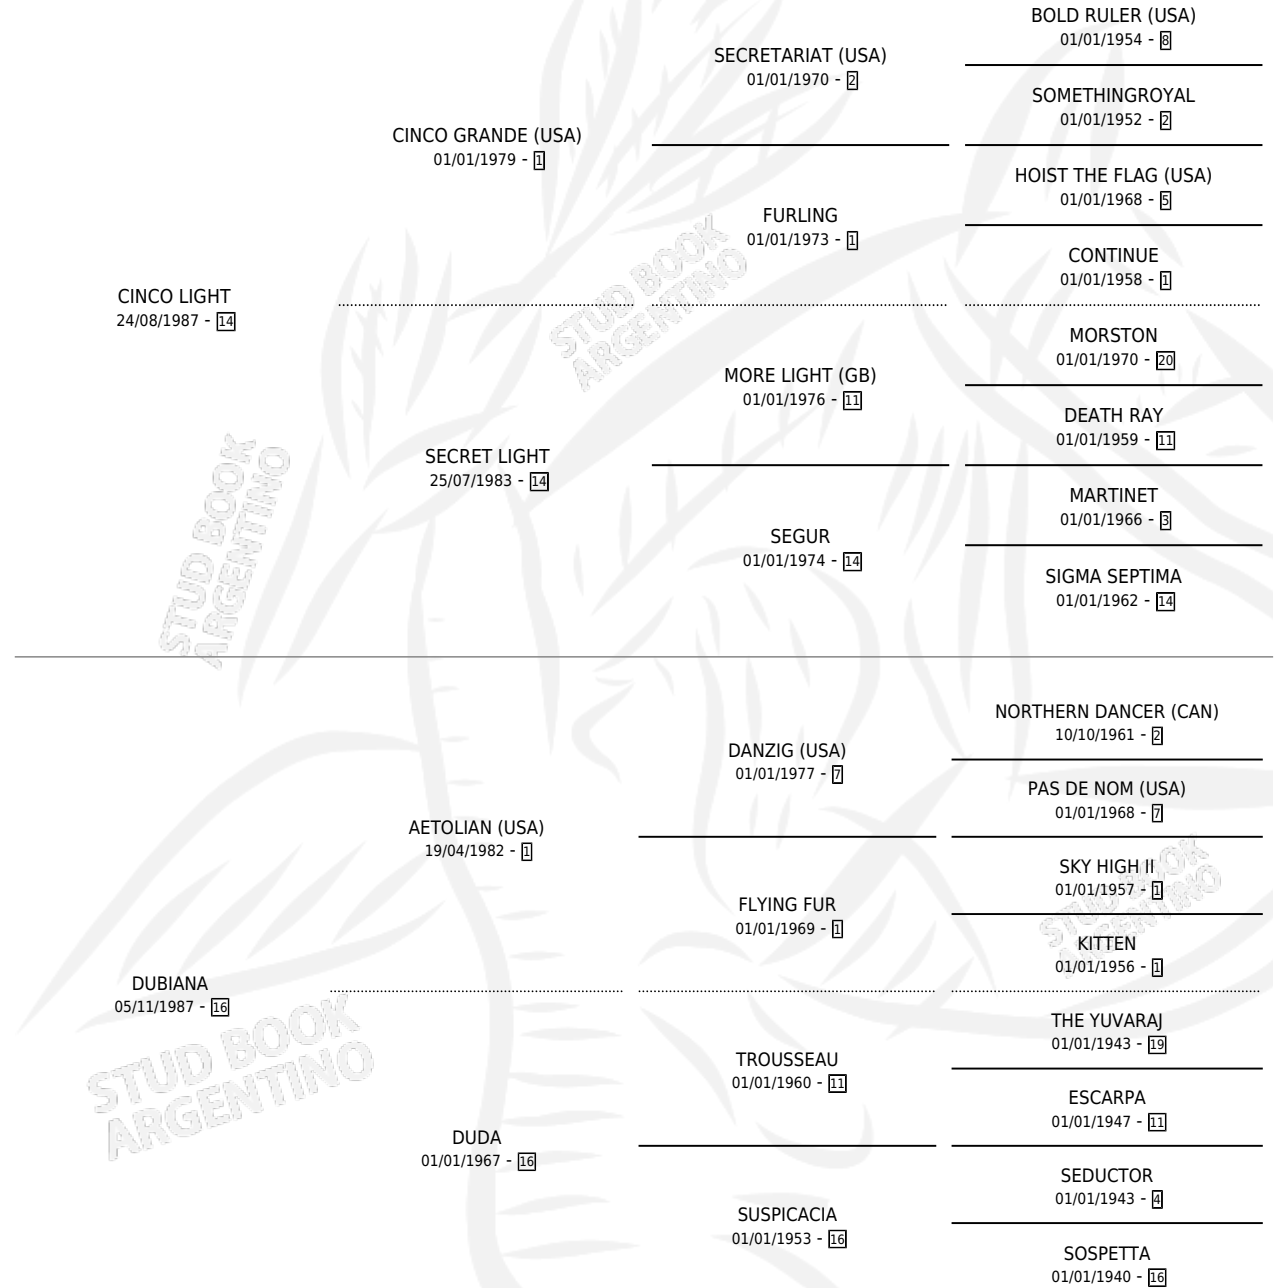 BOLD RULER (USA)
01/01/1954 - 8
SECRETARIAT (USA)
01/01/1970 - 2
SOMETHINGROYAL
01/01/1952 - 2
CINCO GRANDE (USA)
01/01/1979 - 1
HOIST THE FLAG (USA)
01/01/1968 - 5
FURLING
01/01/1973 - 1
CONTINUE
01/01/1958 - 1
CINCO LIGHT
24/08/1987 - 14
MORSTON
01/01/1970 - 20
MORE LIGHT (GB)
01/01/1976 - 11
DEATH RAY
01/01/1959 - 11
SECRET LIGHT
25/07/1983 - 14
MARTINET
01/01/1966 - 3
SEGUR
01/01/1974 - 14
SIGMA SEPTIMA
01/01/1962 - 14
NORTHERN DANCER (CAN)
10/10/1961 - 2
DANZIG (USA)
01/01/1977 - 7
PAS DE NOM (USA)
01/01/1968 - 7
AETOLIAN (USA)
19/04/1982 - 1
SKY HIGH II
01/01/1957 - 1
FLYING FUR
01/01/1969 - 1
KITTEN
01/01/1956 - 1
DUBIANA
05/11/1987 - 16
THE YUVARAJ
01/01/1943 - 19
TROUSSEAU
01/01/1960 - 11
ESCARPA
01/01/1947 - 11
DUDA
01/01/1967 - 16
SEDUCTOR
01/01/1943 - 4
SUSPICACIA
01/01/1953 - 16
SOSPETTA
01/01/1940 - 16
STUD BOOK
ARGENTINO
STUD BOOK
ARGENTINO
STUD BOOK
ARGENTINO
STUD BOOK
ARGENTINO